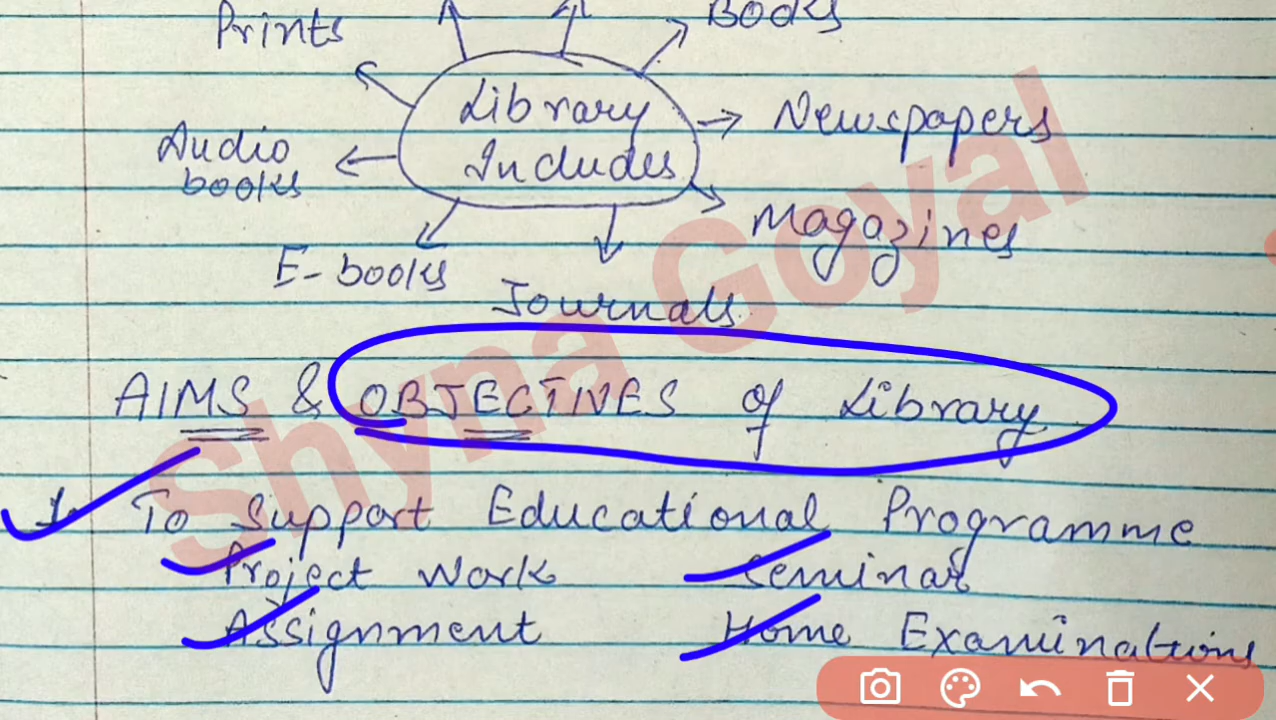 Prints
Books
Library
Includes
Newspapers
Audio
books
Magazines
E-books
Journals
AIMS & OBJECTIVES of Library
1. To Support Educational Programme
Project Work Seminar
Assignment Home Examinations
Shyna Goyal